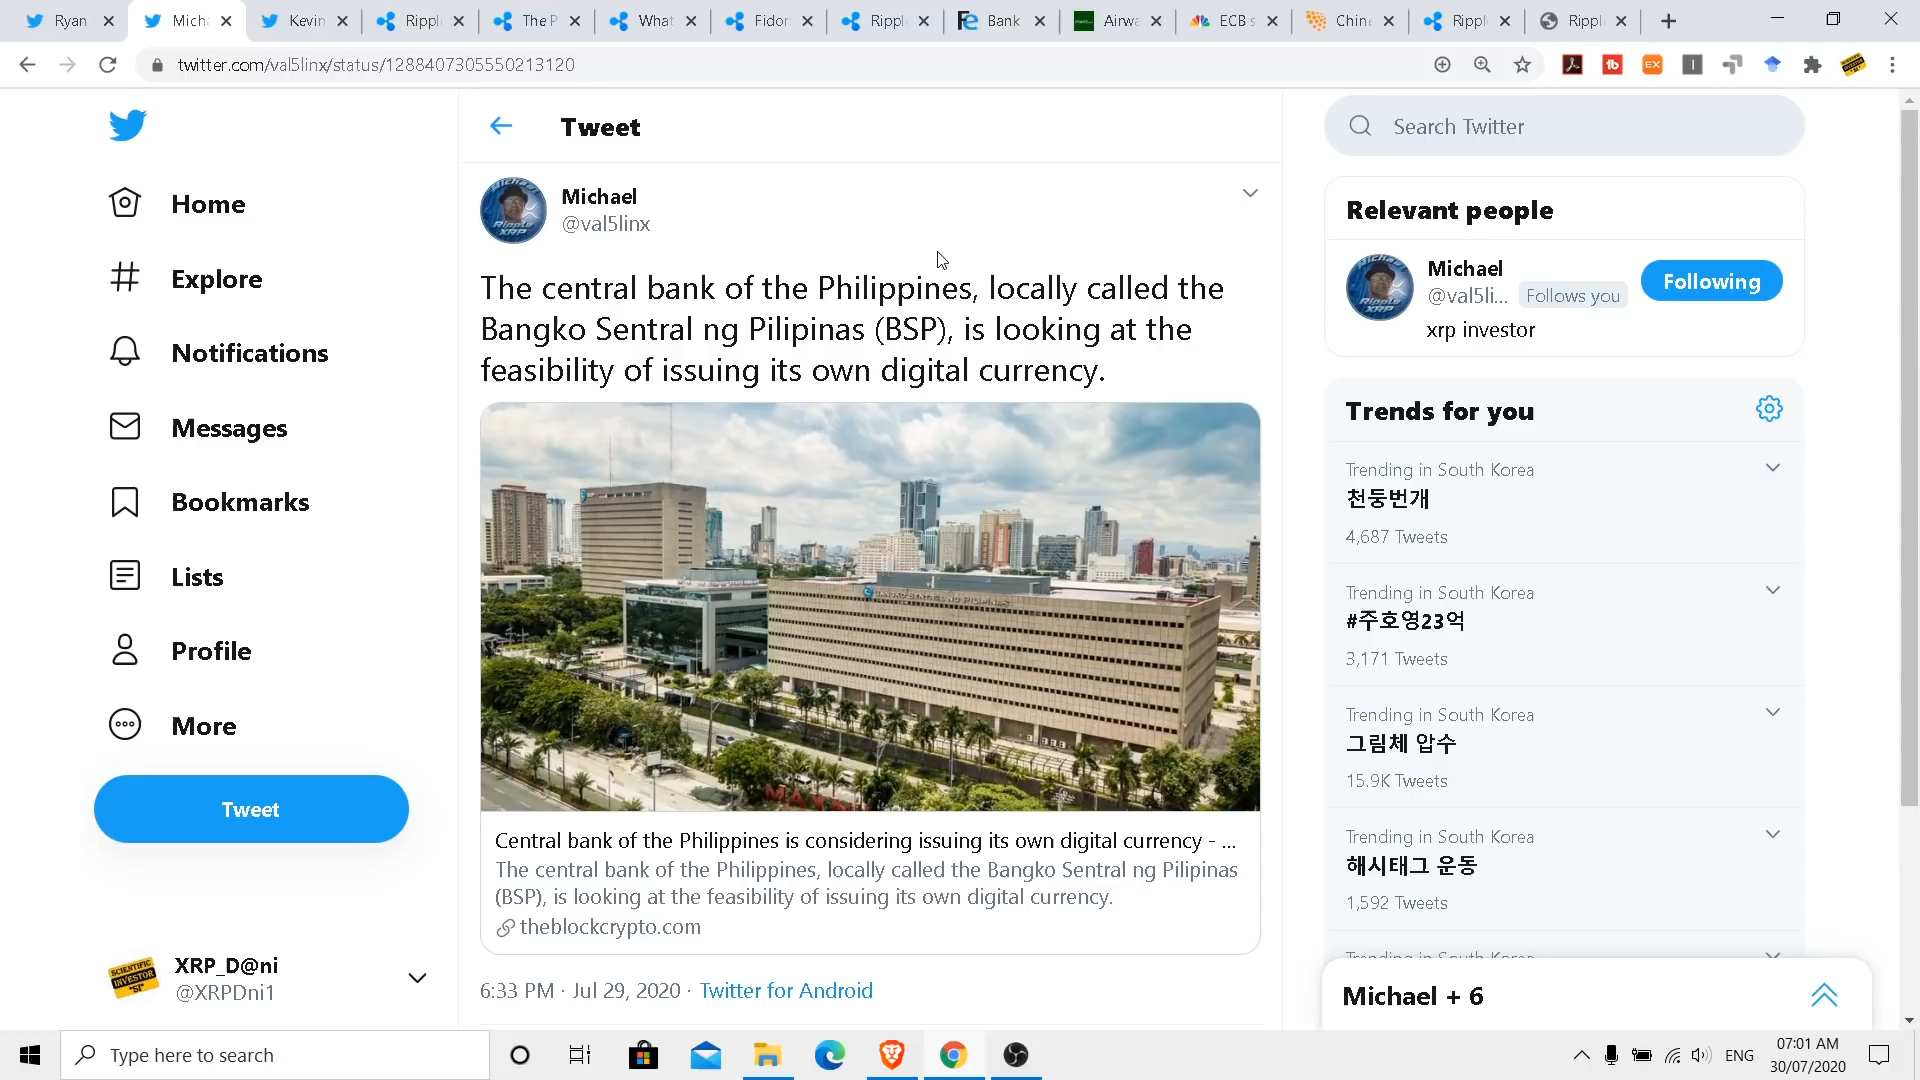 Ryan
Micha
Kevin
Rippl
The P
What
Fidor
Rippl
Bank
Airwa
ECB s
Chin
Rippl
Rippl
twitter.com/val5linx/status/1288407305550213120
Tweet
Search Twitter
Home
Explore
Notifications
Messages
Bookmarks
Lists
Profile
More
Tweet
XRP_D@ni
@XRPDni1
Michael
@val5linx
The central bank of the Philippines, locally called the
Bangko Sentral ng Pilipinas (BSP), is looking at the
feasibility of issuing its own digital currency.
BANGKO SENTRAL NG PILIPINAS
Central bank of the Philippines is considering issuing its own digital currency - ...
The central bank of the Philippines, locally called the Bangko Sentral ng Pilipinas
(BSP), is looking at the feasibility of issuing its own digital currency.
theblockcrypto.com
6:33 PM · Jul 29, 2020 · Twitter for Android
Relevant people
Michael
@val5li... Follows you
Following
xrp investor
Trends for you
Trending in South Korea
천둥번개
4,687 Tweets
Trending in South Korea
#주호영23억
3,171 Tweets
Trending in South Korea
그림체 압수
15.9K Tweets
Trending in South Korea
해시태그 운동
1,592 Tweets
Trending in South Korea
Michael + 6
Type here to search
ENG
07:01 AM
30/07/2020